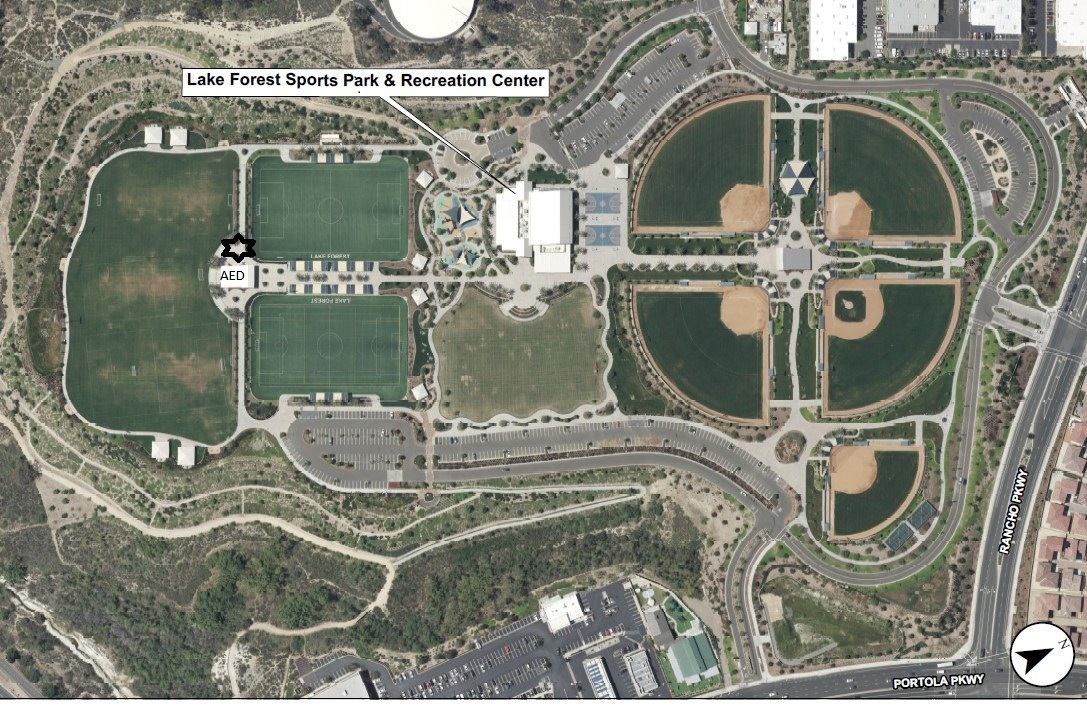 Lake Forest Sports Park & Recreation Center
LAKE FOREST
AED
LAKE FOREST
RANCHO PKWY
N
PORTOLA PKWY